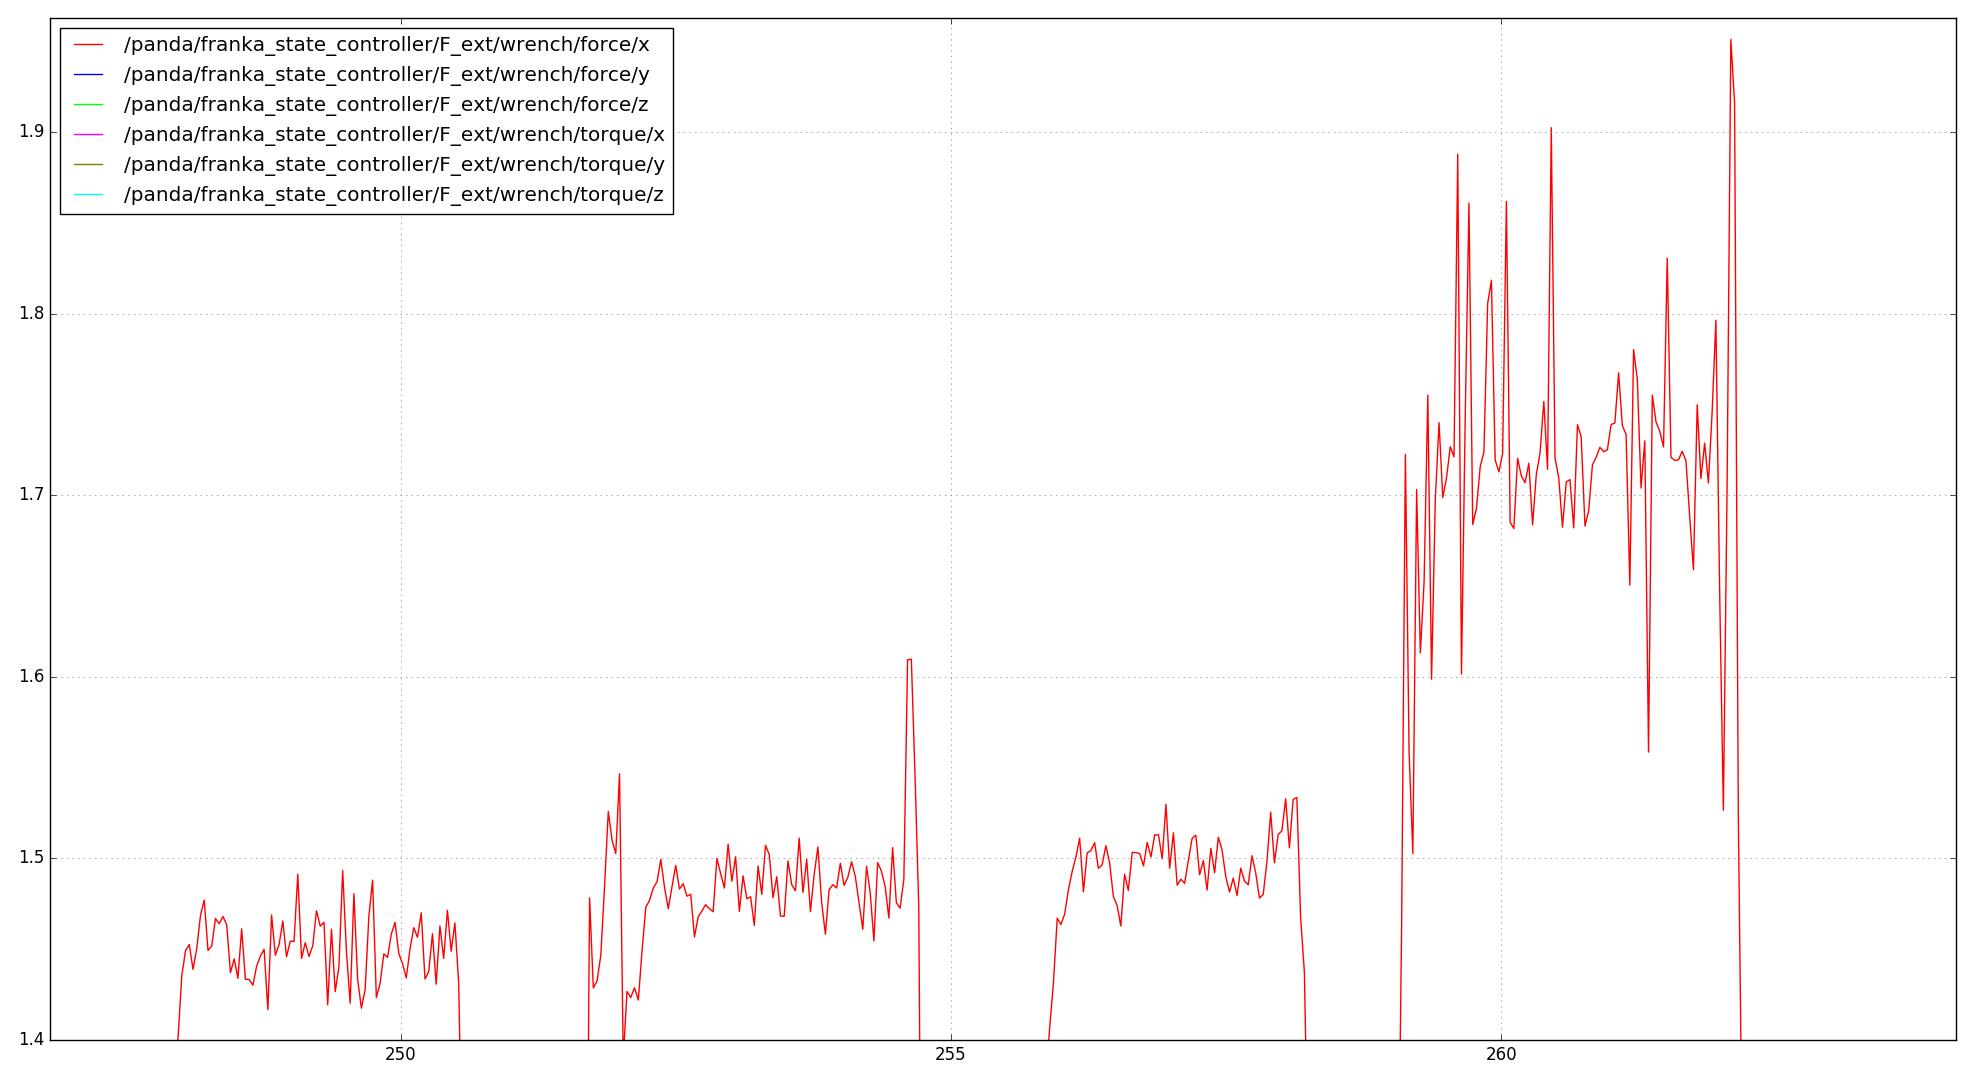 /panda/franka_state_controller/F_ext/wrench/force/x
/panda/franka_state_controller/F_ext/wrench/force/y
/panda/franka_state_controller/F_ext/wrench/force/z
/panda/franka_state_controller/F_ext/wrench/torque/x
/panda/franka_state_controller/F_ext/wrench/torque/y
/panda/franka_state_controller/F_ext/wrench/torque/z
1.9
1.8
1.7
1.6
1.5
1.4
250 255 260